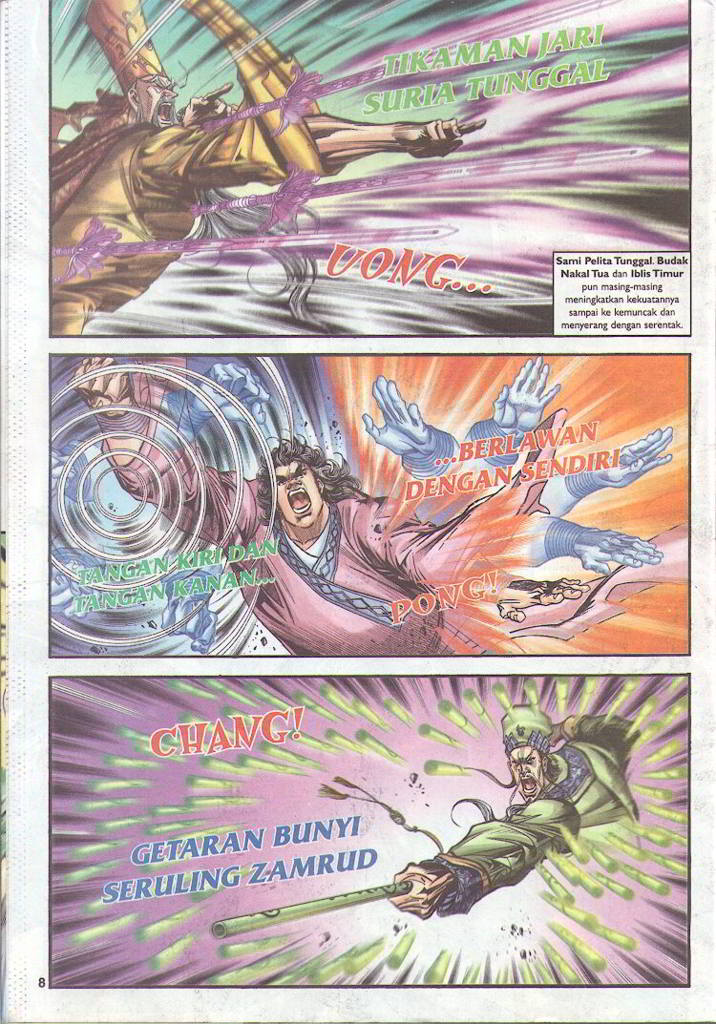 TIKAMAN JARI
SURIA TUNGGAL
UONG...
Sami Pelita Tunggal. Budak
Nakal Tua dan Iblis Timur
pun masing-masing
meningkatkan kekuatannya
sampai ke kemuncak dan
menyerang dengan serentak.
TANGAN KIRI DAN
TANGAN KANAN...
...BERLAWAN
DENGAN SENDIRI
PONG!
CHANG!
GETARAN BUNYI
SERULING ZAMRUD
8